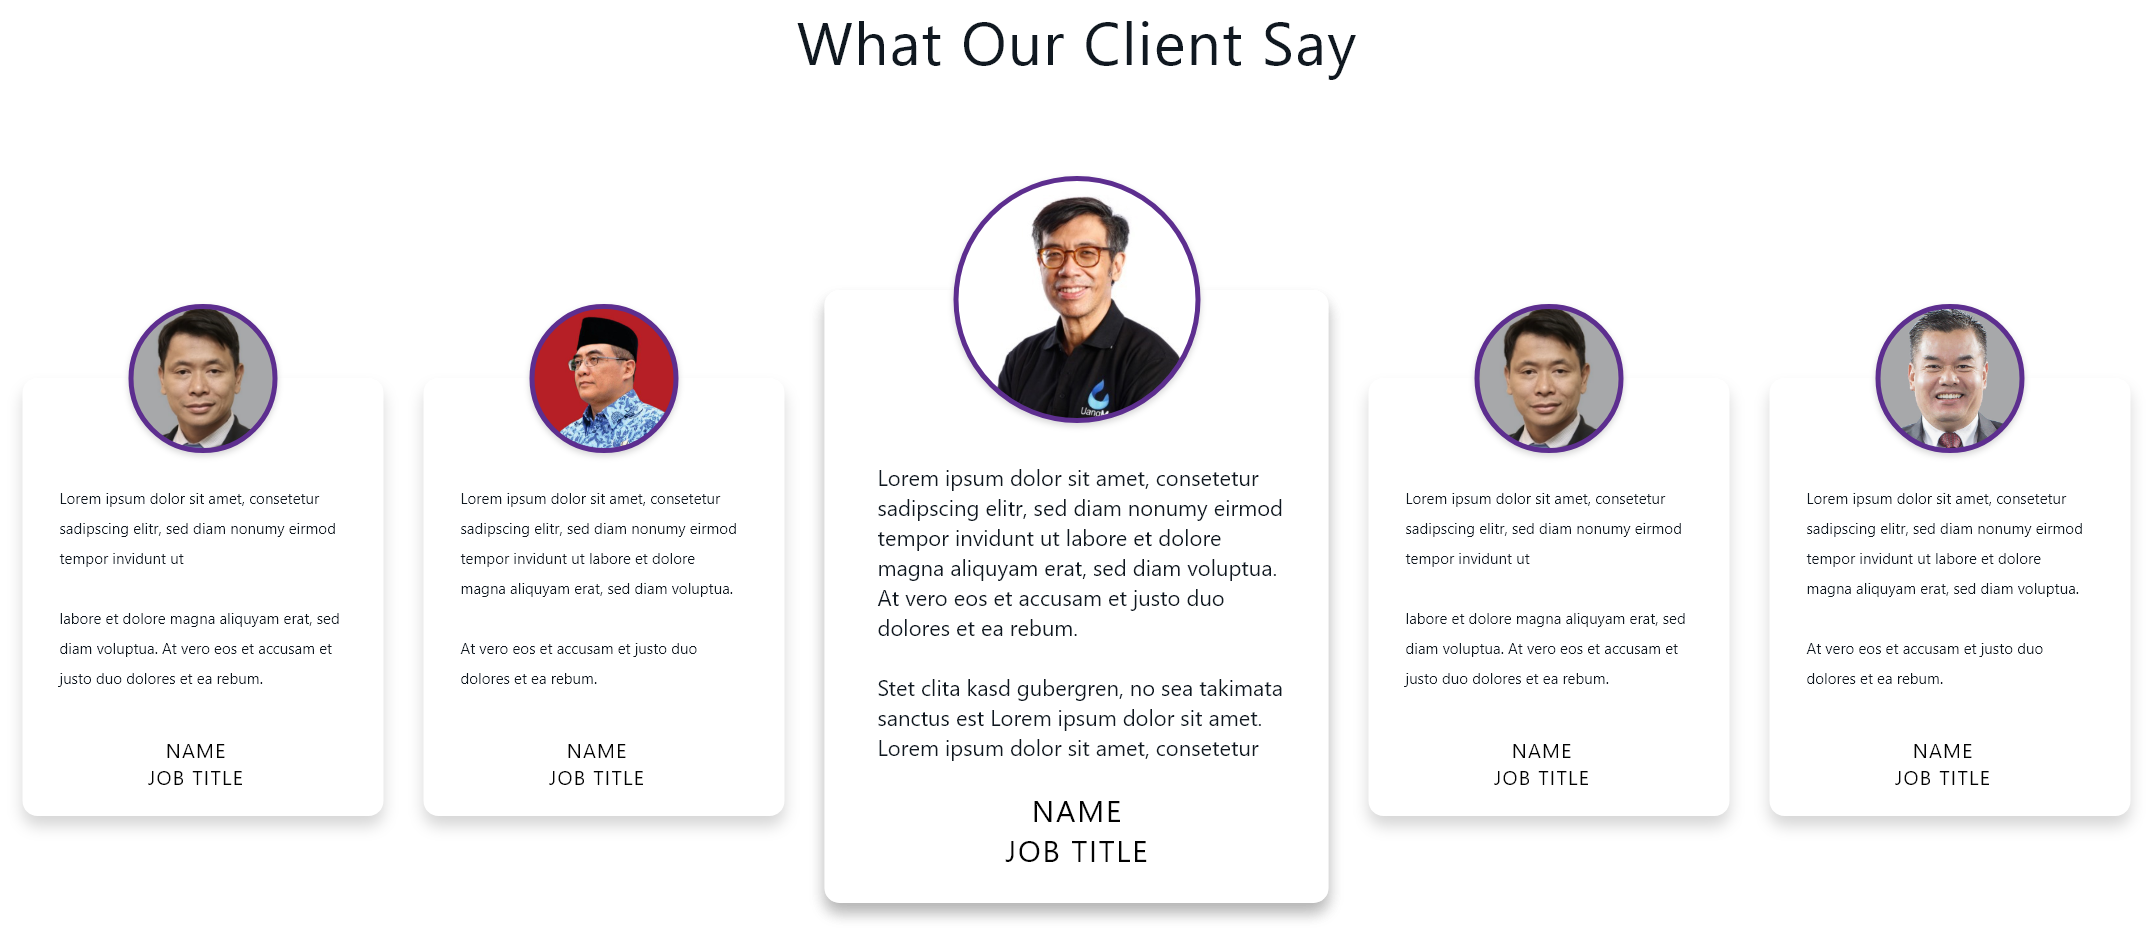 What Our Client Say
Lorem ipsum dolor sit amet, consetetur
sadipscing elitr, sed diam nonumy eirmod
tempor invidunt ut
labore et dolore magna aliquyam erat, sed
diam voluptua. At vero eos et accusam et
justo duo dolores et ea rebum.
NAME
JOB TITLE
Lorem ipsum dolor sit amet, consetetur
sadipscing elitr, sed diam nonumy eirmod
tempor invidunt ut labore et dolore
magna aliquyam erat, sed diam voluptua.
At vero eos et accusam et justo duo
dolores et ea rebum.
NAME
JOB TITLE
Lorem ipsum dolor sit amet, consetetur
sadipscing elitr, sed diam nonumy eirmod
tempor invidunt ut labore et dolore
magna aliquyam erat, sed diam voluptua.
At vero eos et accusam et justo duo
dolores et ea rebum.
Stet clita kasd gubergren, no sea takimata
sanctus est Lorem ipsum dolor sit amet.
Lorem ipsum dolor sit amet, consetetur
NAME
JOB TITLE
Lorem ipsum dolor sit amet, consetetur
sadipscing elitr, sed diam nonumy eirmod
tempor invidunt ut
labore et dolore magna aliquyam erat, sed
diam voluptua. At vero eos et accusam et
justo duo dolores et ea rebum.
NAME
JOB TITLE
Lorem ipsum dolor sit amet, consetetur
sadipscing elitr, sed diam nonumy eirmod
tempor invidunt ut labore et dolore
magna aliquyam erat, sed diam voluptua.
At vero eos et accusam et justo duo
dolores et ea rebum.
NAME
JOB TITLE